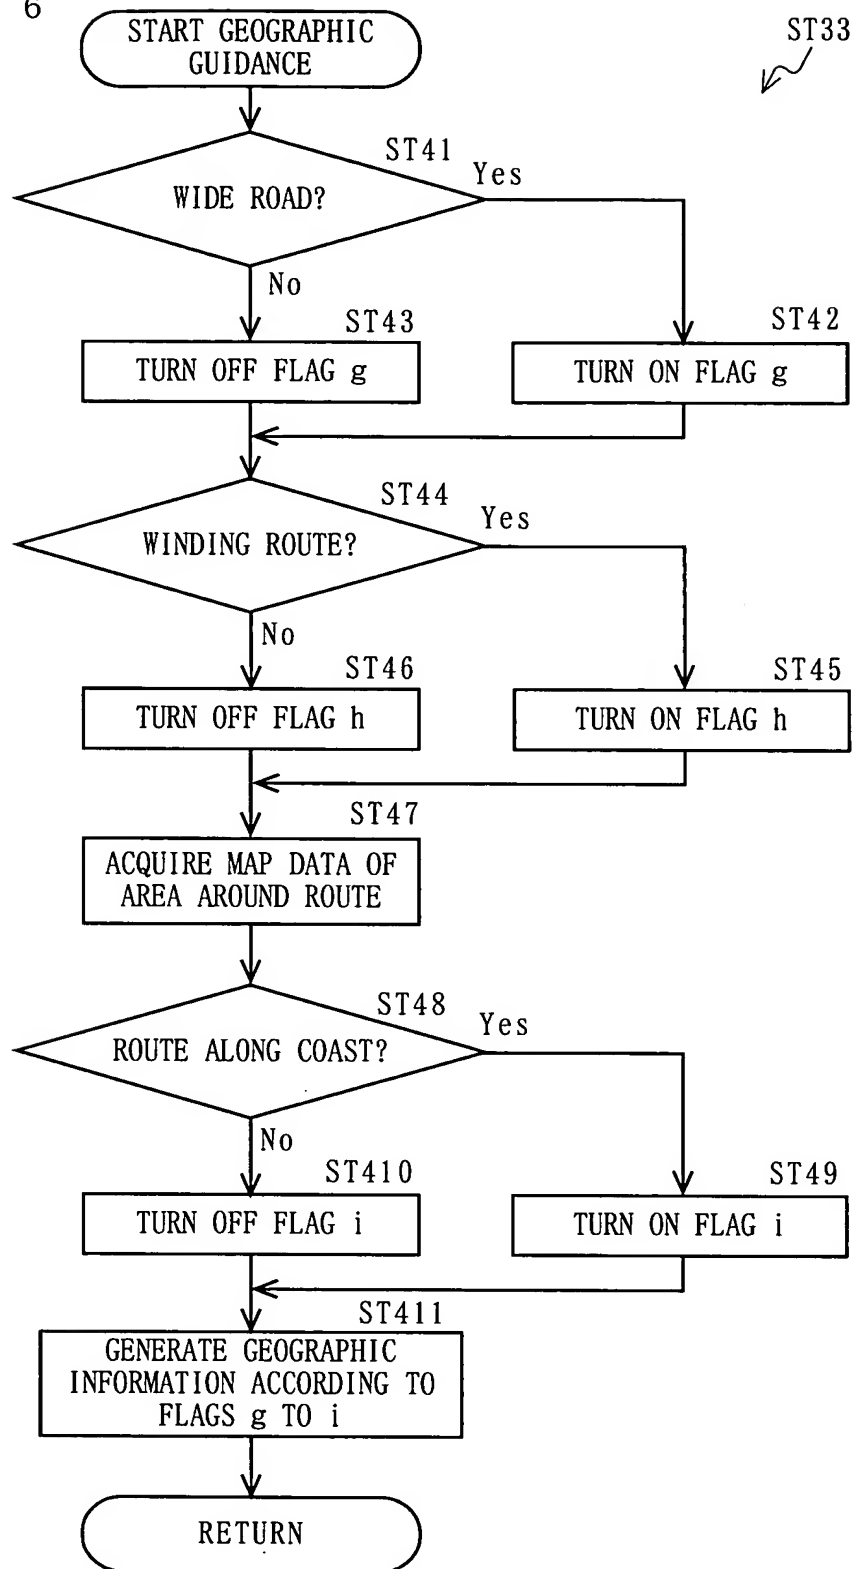 6
START GEOGRAPHIC
GUIDANCE
ST33
ST41
WIDE ROAD?
Yes
No
ST43
TURN OFF FLAG g
ST42
TURN ON FLAG g
ST44
WINDING ROUTE?
Yes
No
ST46
TURN OFF FLAG h
ST45
TURN ON FLAG h
ST47
ACQUIRE MAP DATA OF
AREA AROUND ROUTE
ST48
ROUTE ALONG COAST?
Yes
No
ST410
TURN OFF FLAG i
ST49
TURN ON FLAG i
ST411
GENERATE GEOGRAPHIC
INFORMATION ACCORDING TO
FLAGS g TO i
RETURN